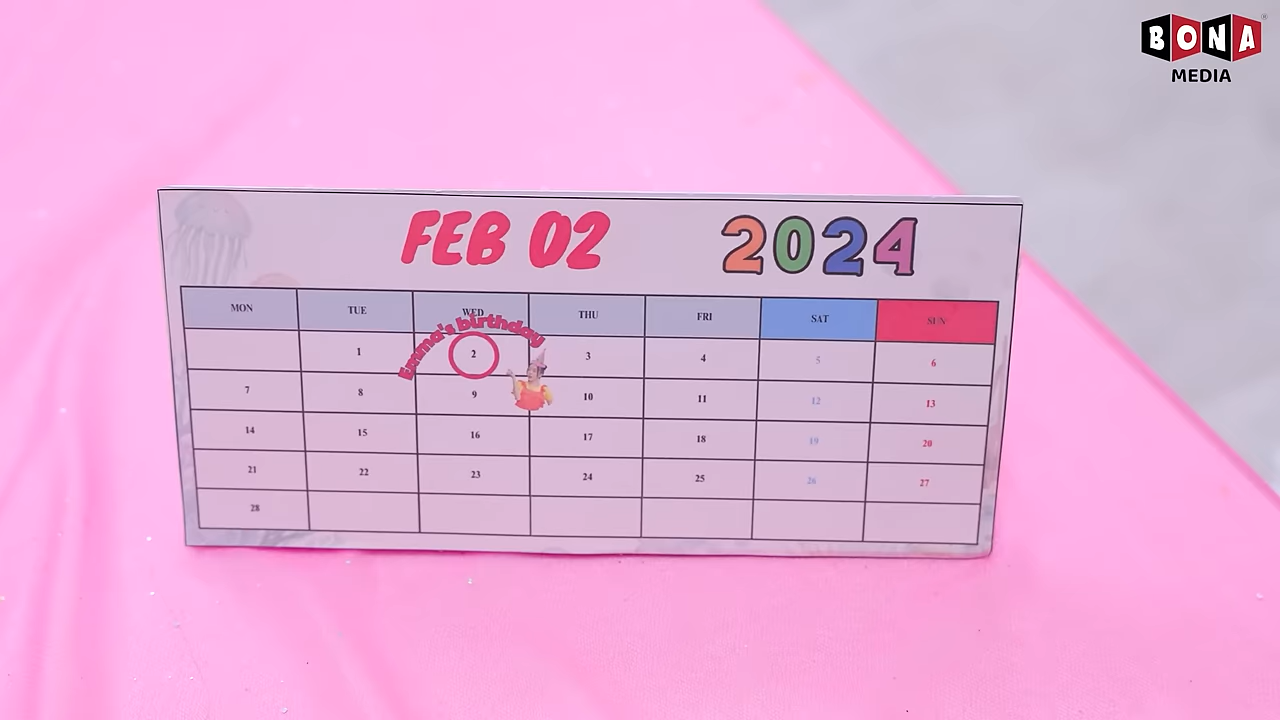 BONA
MEDIA
FEB 02 2024
MON TUE WED THU FRI SAT SUN
Emma's birthday
1 2 3 4 5 6
7 8 9 10 11 12 13
14 15 16 17 18 19 20
21 22 23 24 25 26 27
28